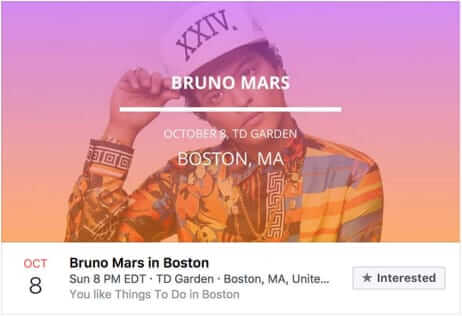 XXIV.
BRUNO MARS
OCTOBER 8, TD GARDEN
BOSTON, MA
OCT
8
Bruno Mars in Boston
Sun 8 PM EDT · TD Garden · Boston, MA, Unite...
You like Things To Do in Boston
★ Interested